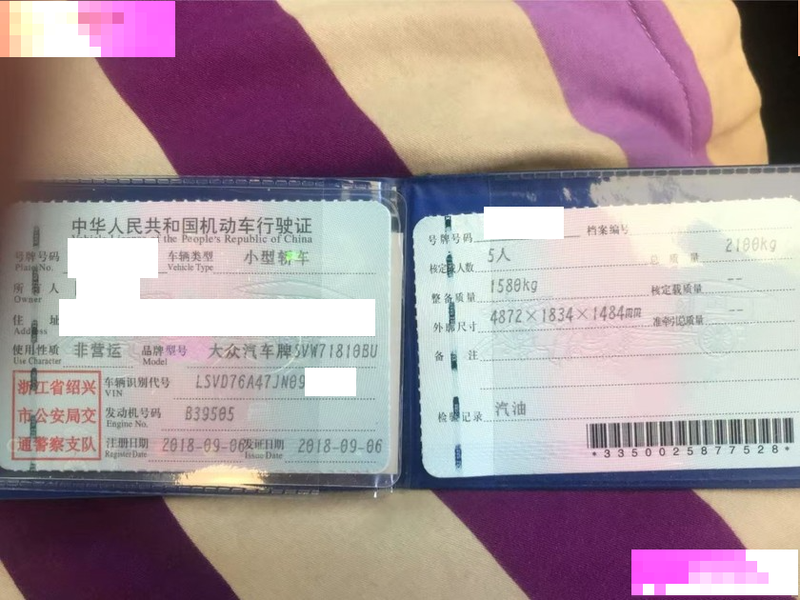 中华人民共和国机动车行驶证
Vehicle License of the People's Republic of China
号牌号码
Plate No.
车辆类型 小型轿车
Vehicle Type
所有人
Owner
住址
Address
使用性质 非营运 品牌型号 大众汽车牌SVW71810BU
Use Character Model
浙江省绍兴
市公安局交
通警察支队
车辆识别代号 LSVD76A47JN09
VIN
发动机号码 B39505
Engine No.
注册日期 2018-09-06 发证日期 2018-09-06
Register Date Issue Date
号牌号码 档案编号
核定载人数 5人 总质量 2100kg
整备质量 1580kg 核定载质量 --
外廓尺寸 4872×1834×1484mm 准牵引总质量 --
备注
检验记录 汽油
*3350025877528*